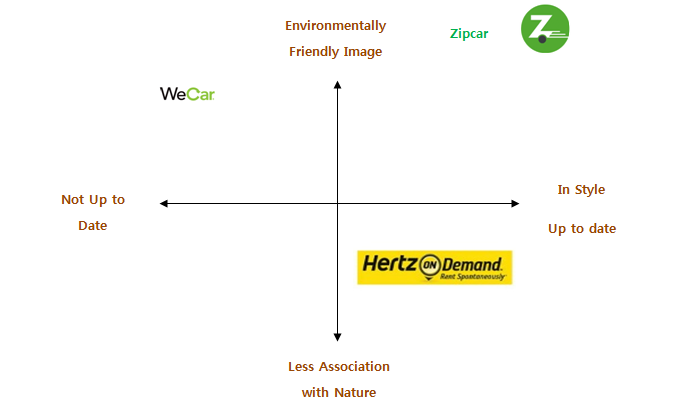 Environmentally
Friendly Image
Zipcar
Z
WeCar
Not Up to
Date
In Style
Up to date
Hertz ON Demand.
Rent Spontaneously
Less Association
with Nature